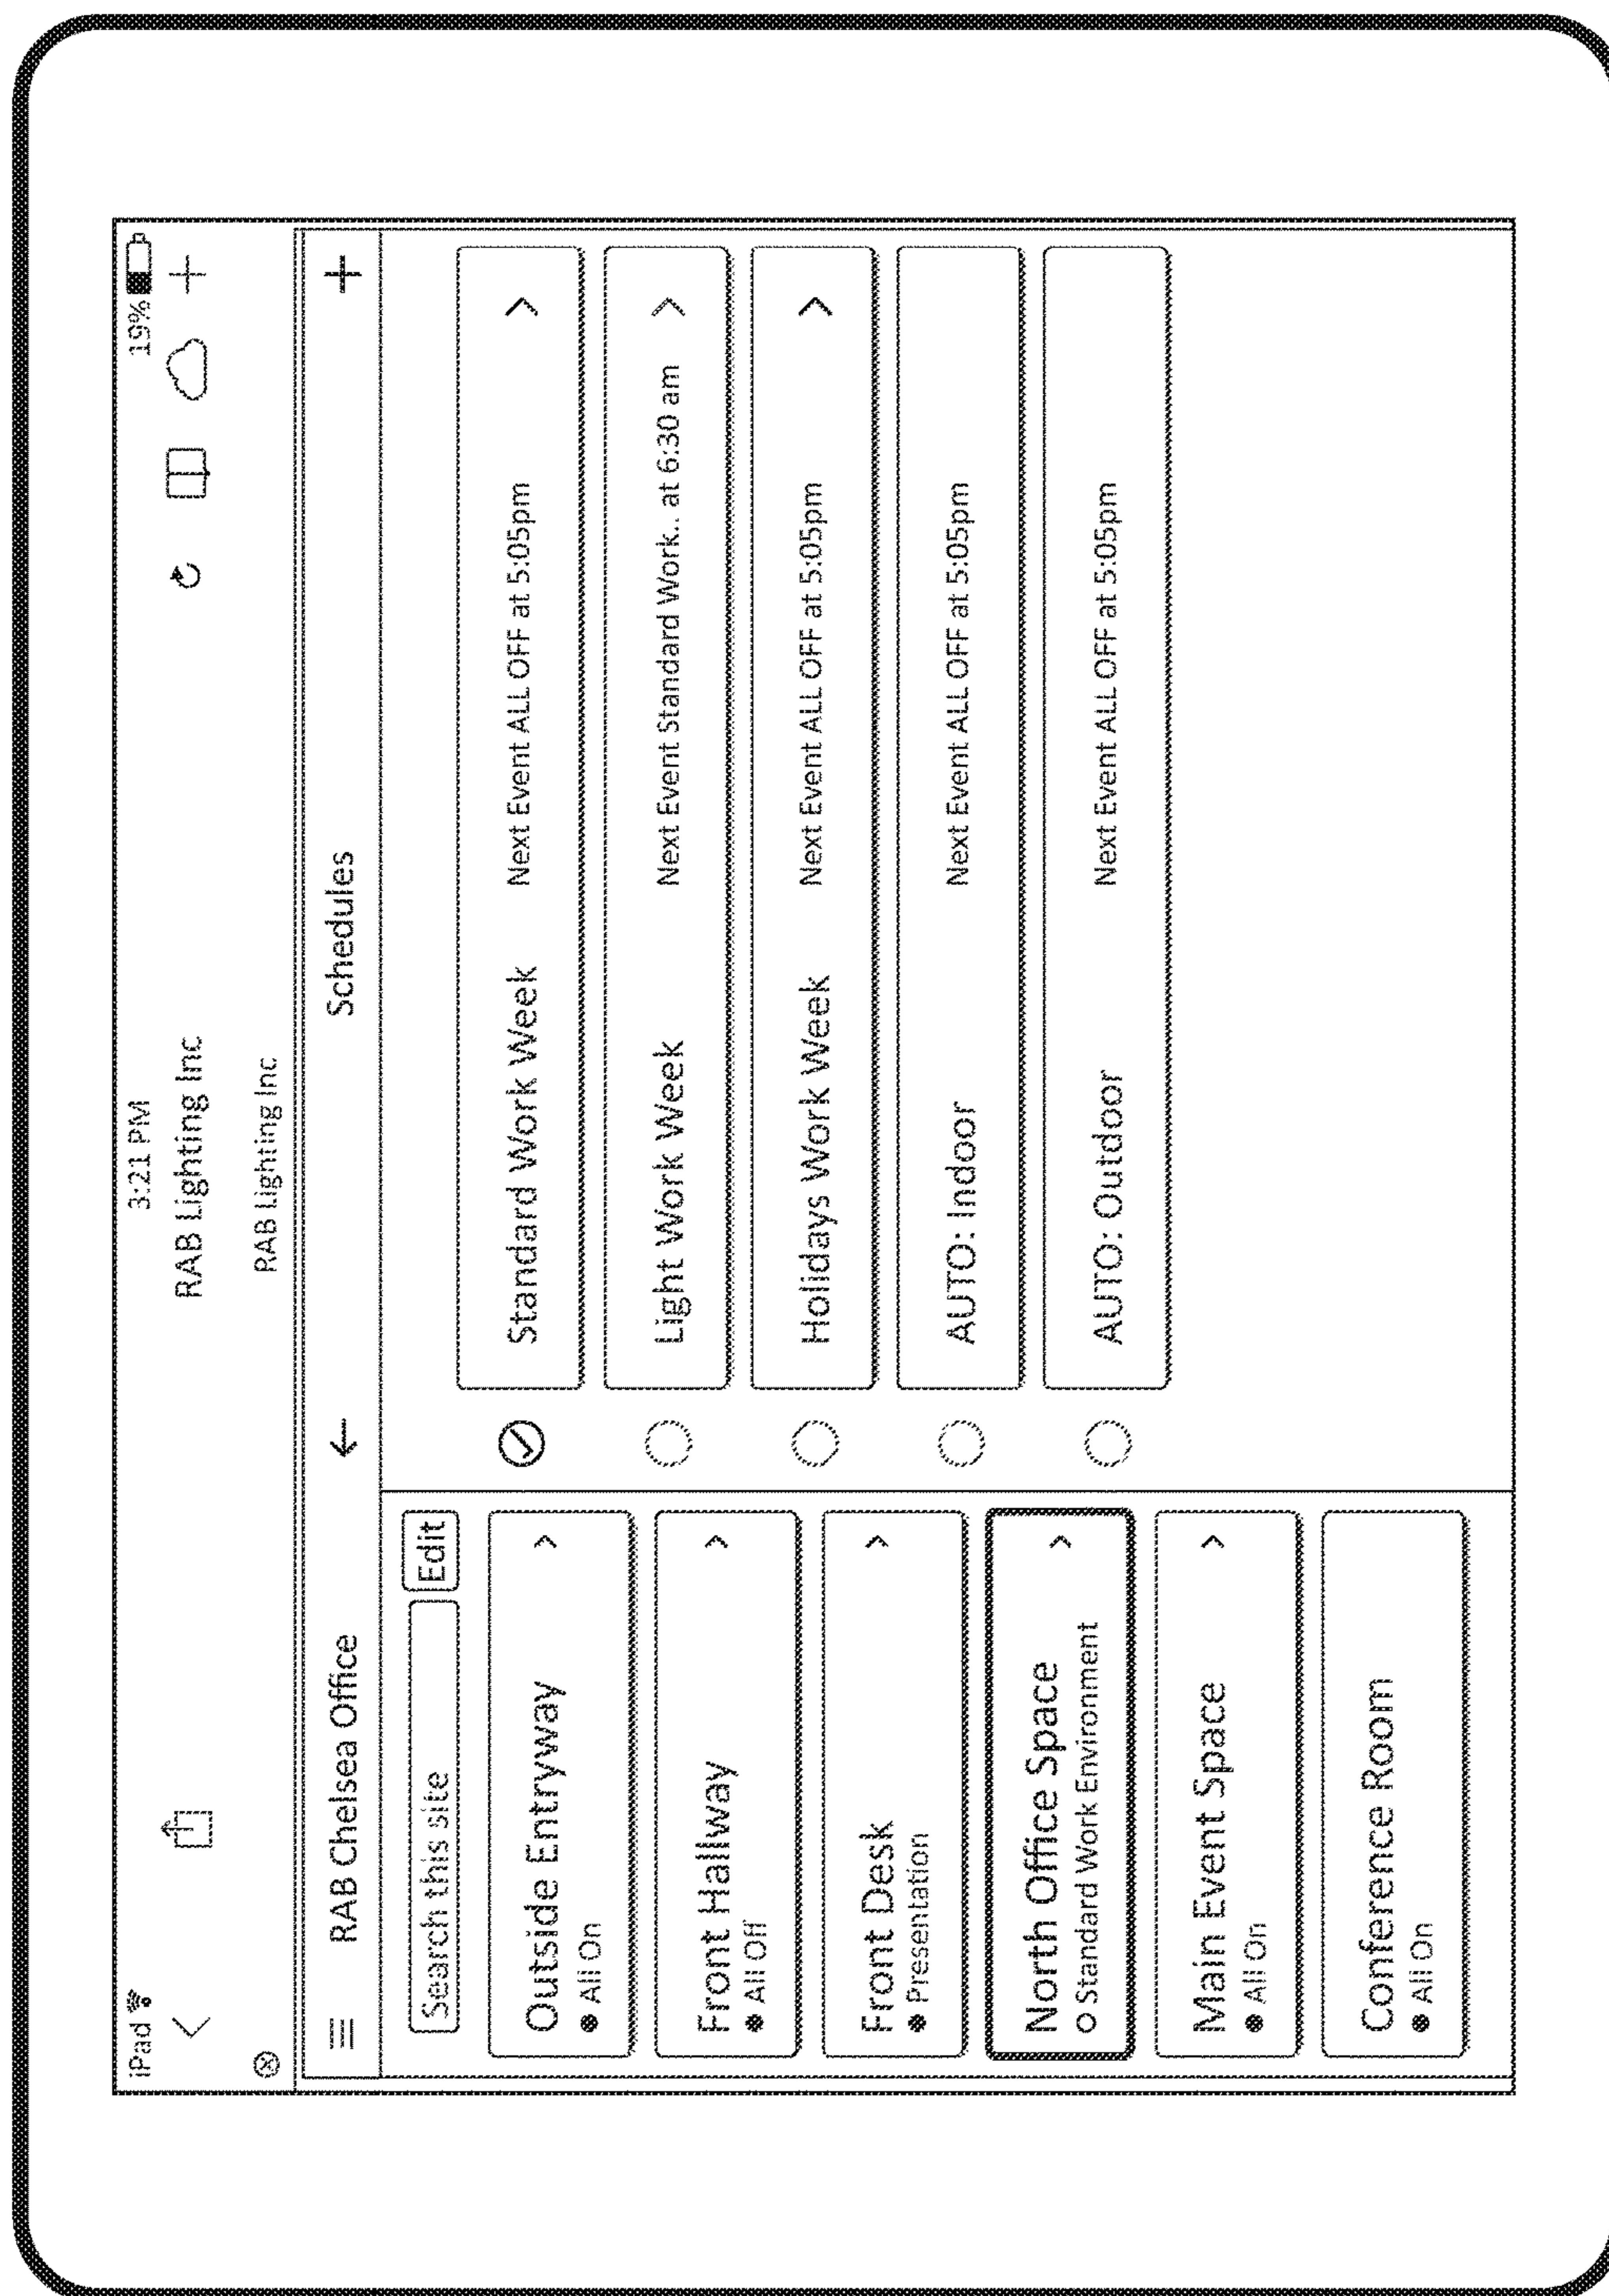 iPad 3:21 PM 19%
RAB Lighting Inc
RAB Lighting Inc
RAB Chelsea Office
Schedules
Search this site Edit
Outside Entryway
All On
Front Hallway
All Off
Front Desk
Presentation
North Office Space
Standard Work Environment
Main Event Space
All On
Conference Room
All On
Standard Work Week Next Event ALL OFF at 5:05pm
Light Work Week Next Event Standard Work.. at 6:30 am
Holidays Work Week Next Event ALL OFF at 5:05pm
AUTO: Indoor Next Event ALL OFF at 5:05pm
AUTO: Outdoor Next Event ALL OFF at 5:05pm